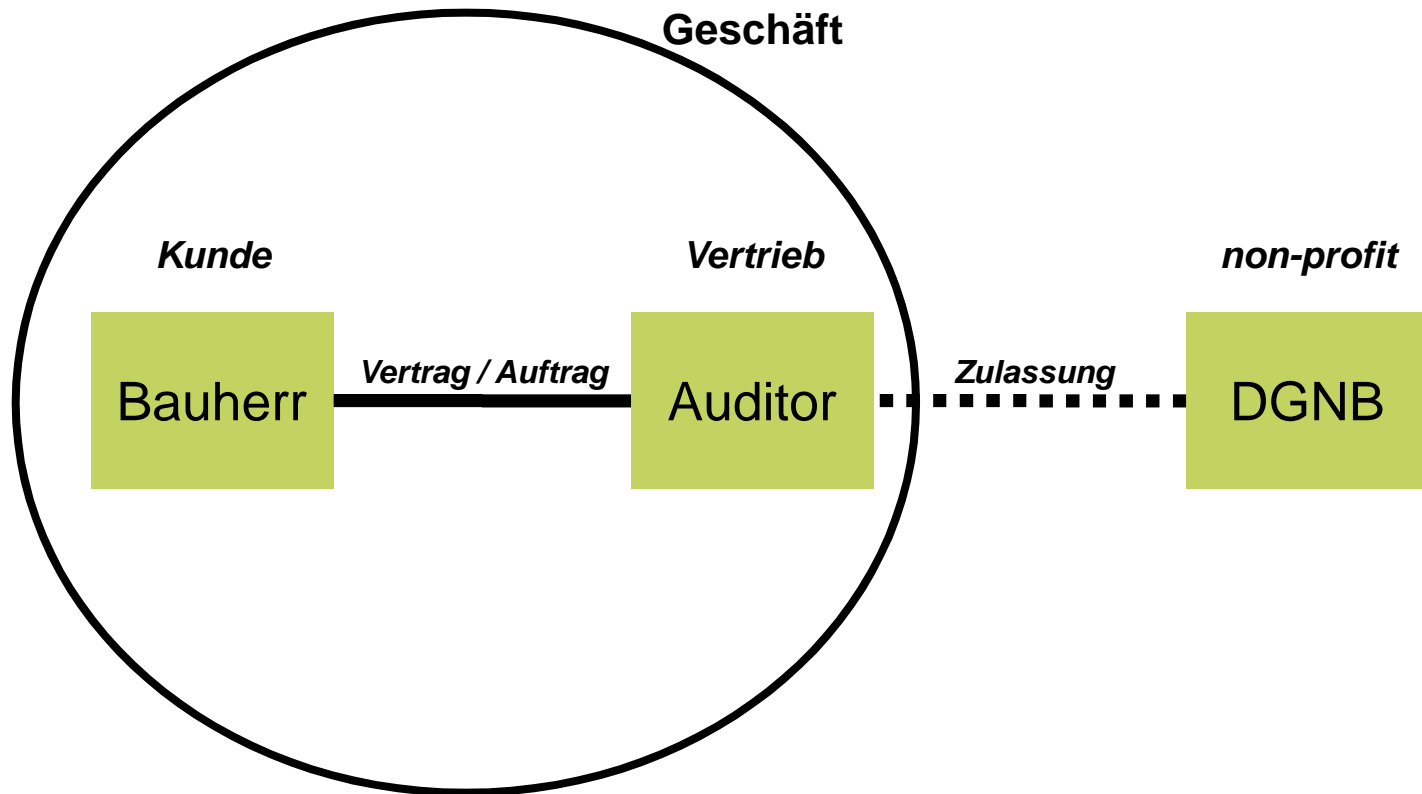 Geschäft
Kunde
Vertrieb
non-profit
Bauherr
Vertrag / Auftrag
Auditor
Zulassung
DGNB